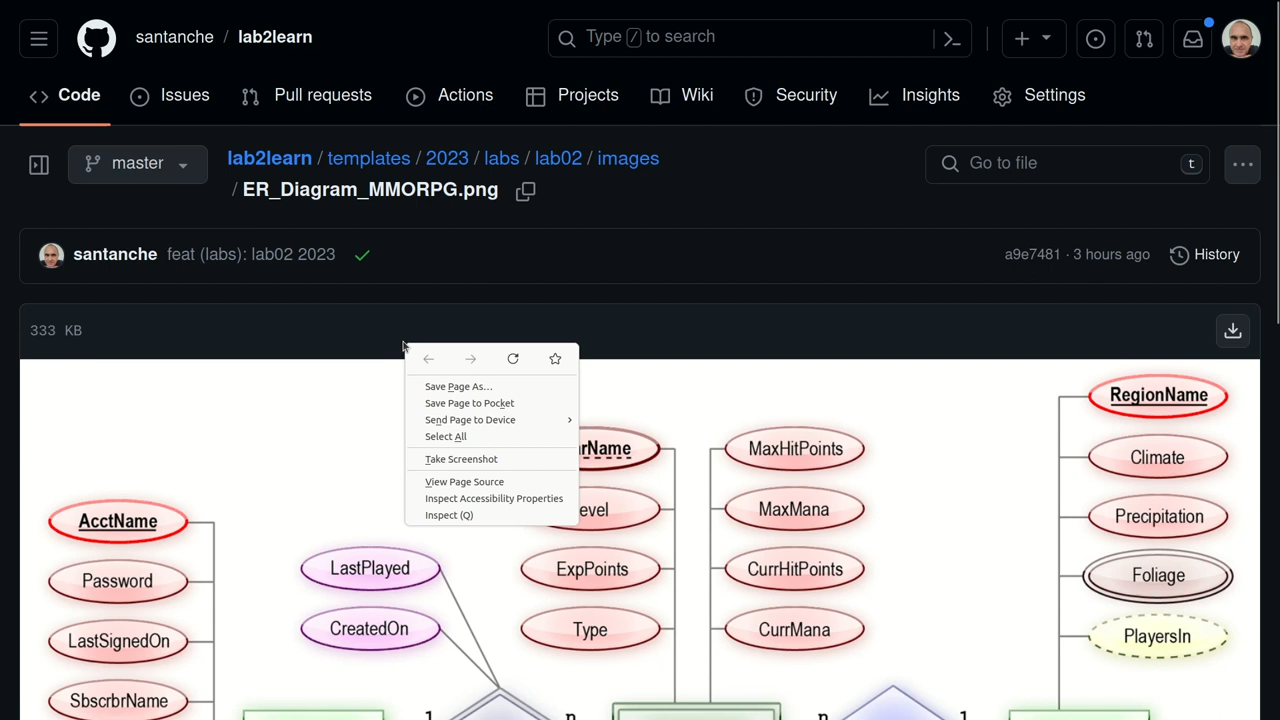 santanche / lab2learn
Type / to search
Code Issues Pull requests Actions Projects Wiki Security Insights Settings
master
lab2learn / templates / 2023 / labs / lab02 / images
/ ER_Diagram_MMORPG.png
Go to file t
santanche feat (labs): lab02 2023
a9e7481 · 3 hours ago History
333 KB
Save Page As…
Save Page to Pocket
Send Page to Device
Select All
Take Screenshot
View Page Source
Inspect Accessibility Properties
Inspect (Q)
AcctName
Password
LastSignedOn
SbscrbrName
LastPlayed
CreatedOn
ExpPoints
Type
MaxHitPoints
MaxMana
CurrHitPoints
CurrMana
RegionName
Climate
Precipitation
Foliage
PlayersIn
1 n n 1